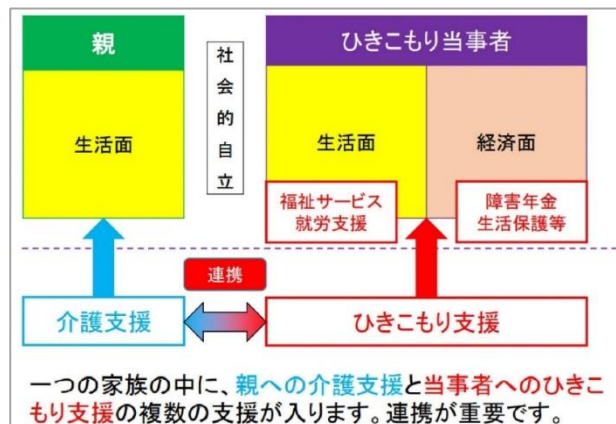 親
社会的自立
ひきこもり当事者
生活面
生活面
経済面
福祉サービス
就労支援
障害年金
生活保護等
連携
介護支援
ひきこもり支援
一つの家族の中に、親への介護支援と当事者へのひきこ
もり支援の複数の支援が入ります。連携が重要です。